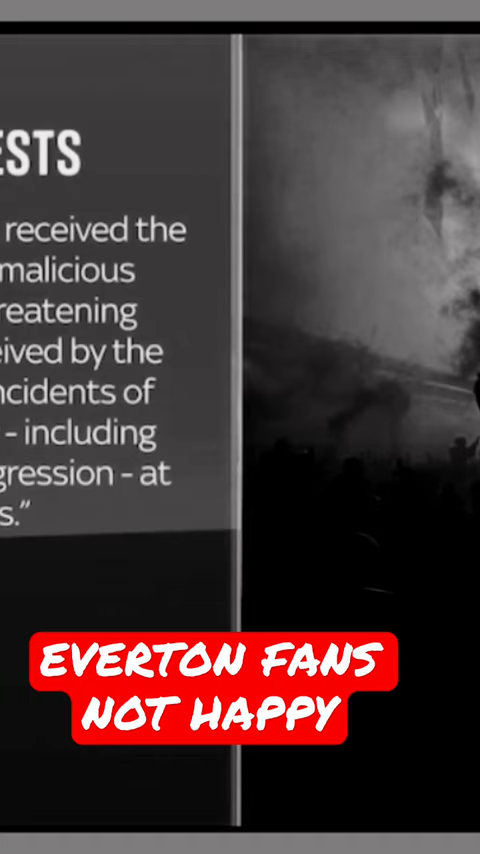 ESTS
received the
malicious
reatening
eived by the
ncidents of
- including
gression - at
s.”
EVERTON FANS
NOT HAPPY